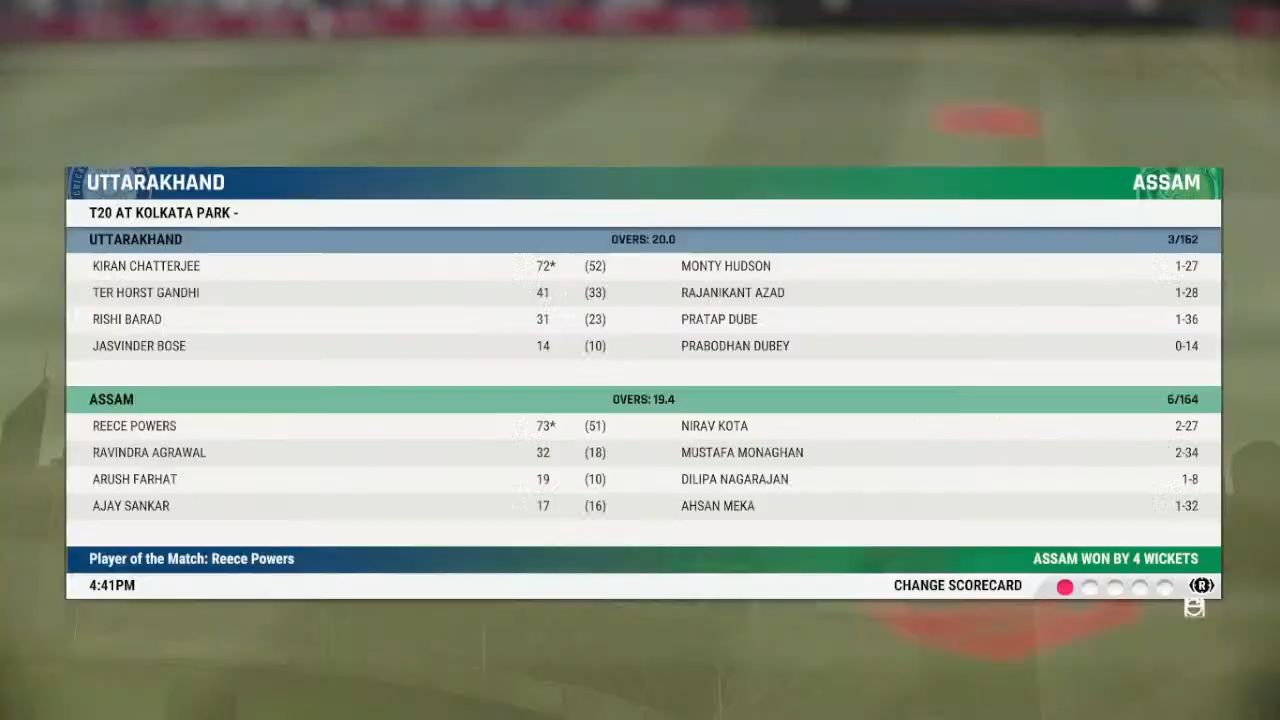 UTTARAKHAND ASSAM
T20 AT KOLKATA PARK -
UTTARAKHAND OVERS: 20.0 3/162
KIRAN CHATTERJEE 72* (52) MONTY HUDSON 1-27
TER HORST GANDHI 41 (33) RAJANIKANT AZAD 1-28
RISHI BARAD 31 (23) PRATAP DUBE 1-36
JASVINDER BOSE 14 (10) PRABODHAN DUBEY 0-14
ASSAM OVERS: 19.4 6/164
REECE POWERS 73* (51) NIRAV KOTA 2-27
RAVINDRA AGRAWAL 32 (18) MUSTAFA MONAGHAN 2-34
ARUSH FARHAT 19 (10) DILIPA NAGARAJAN 1-8
AJAY SANKAR 17 (16) AHSAN MEKA 1-32
Player of the Match: Reece Powers ASSAM WON BY 4 WICKETS
4:41PM CHANGE SCORECARD R